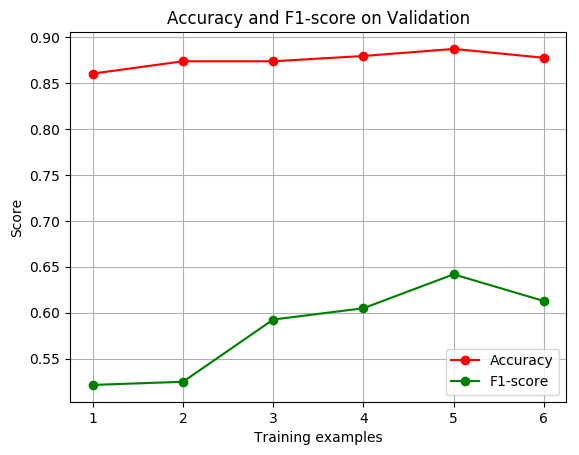 Accuracy and F1-score on Validation
0.90
0.85
0.80
0.75
0.70
0.65
0.60
0.55
Score
1 2 3 4 5 6
Training examples
Accuracy
F1-score